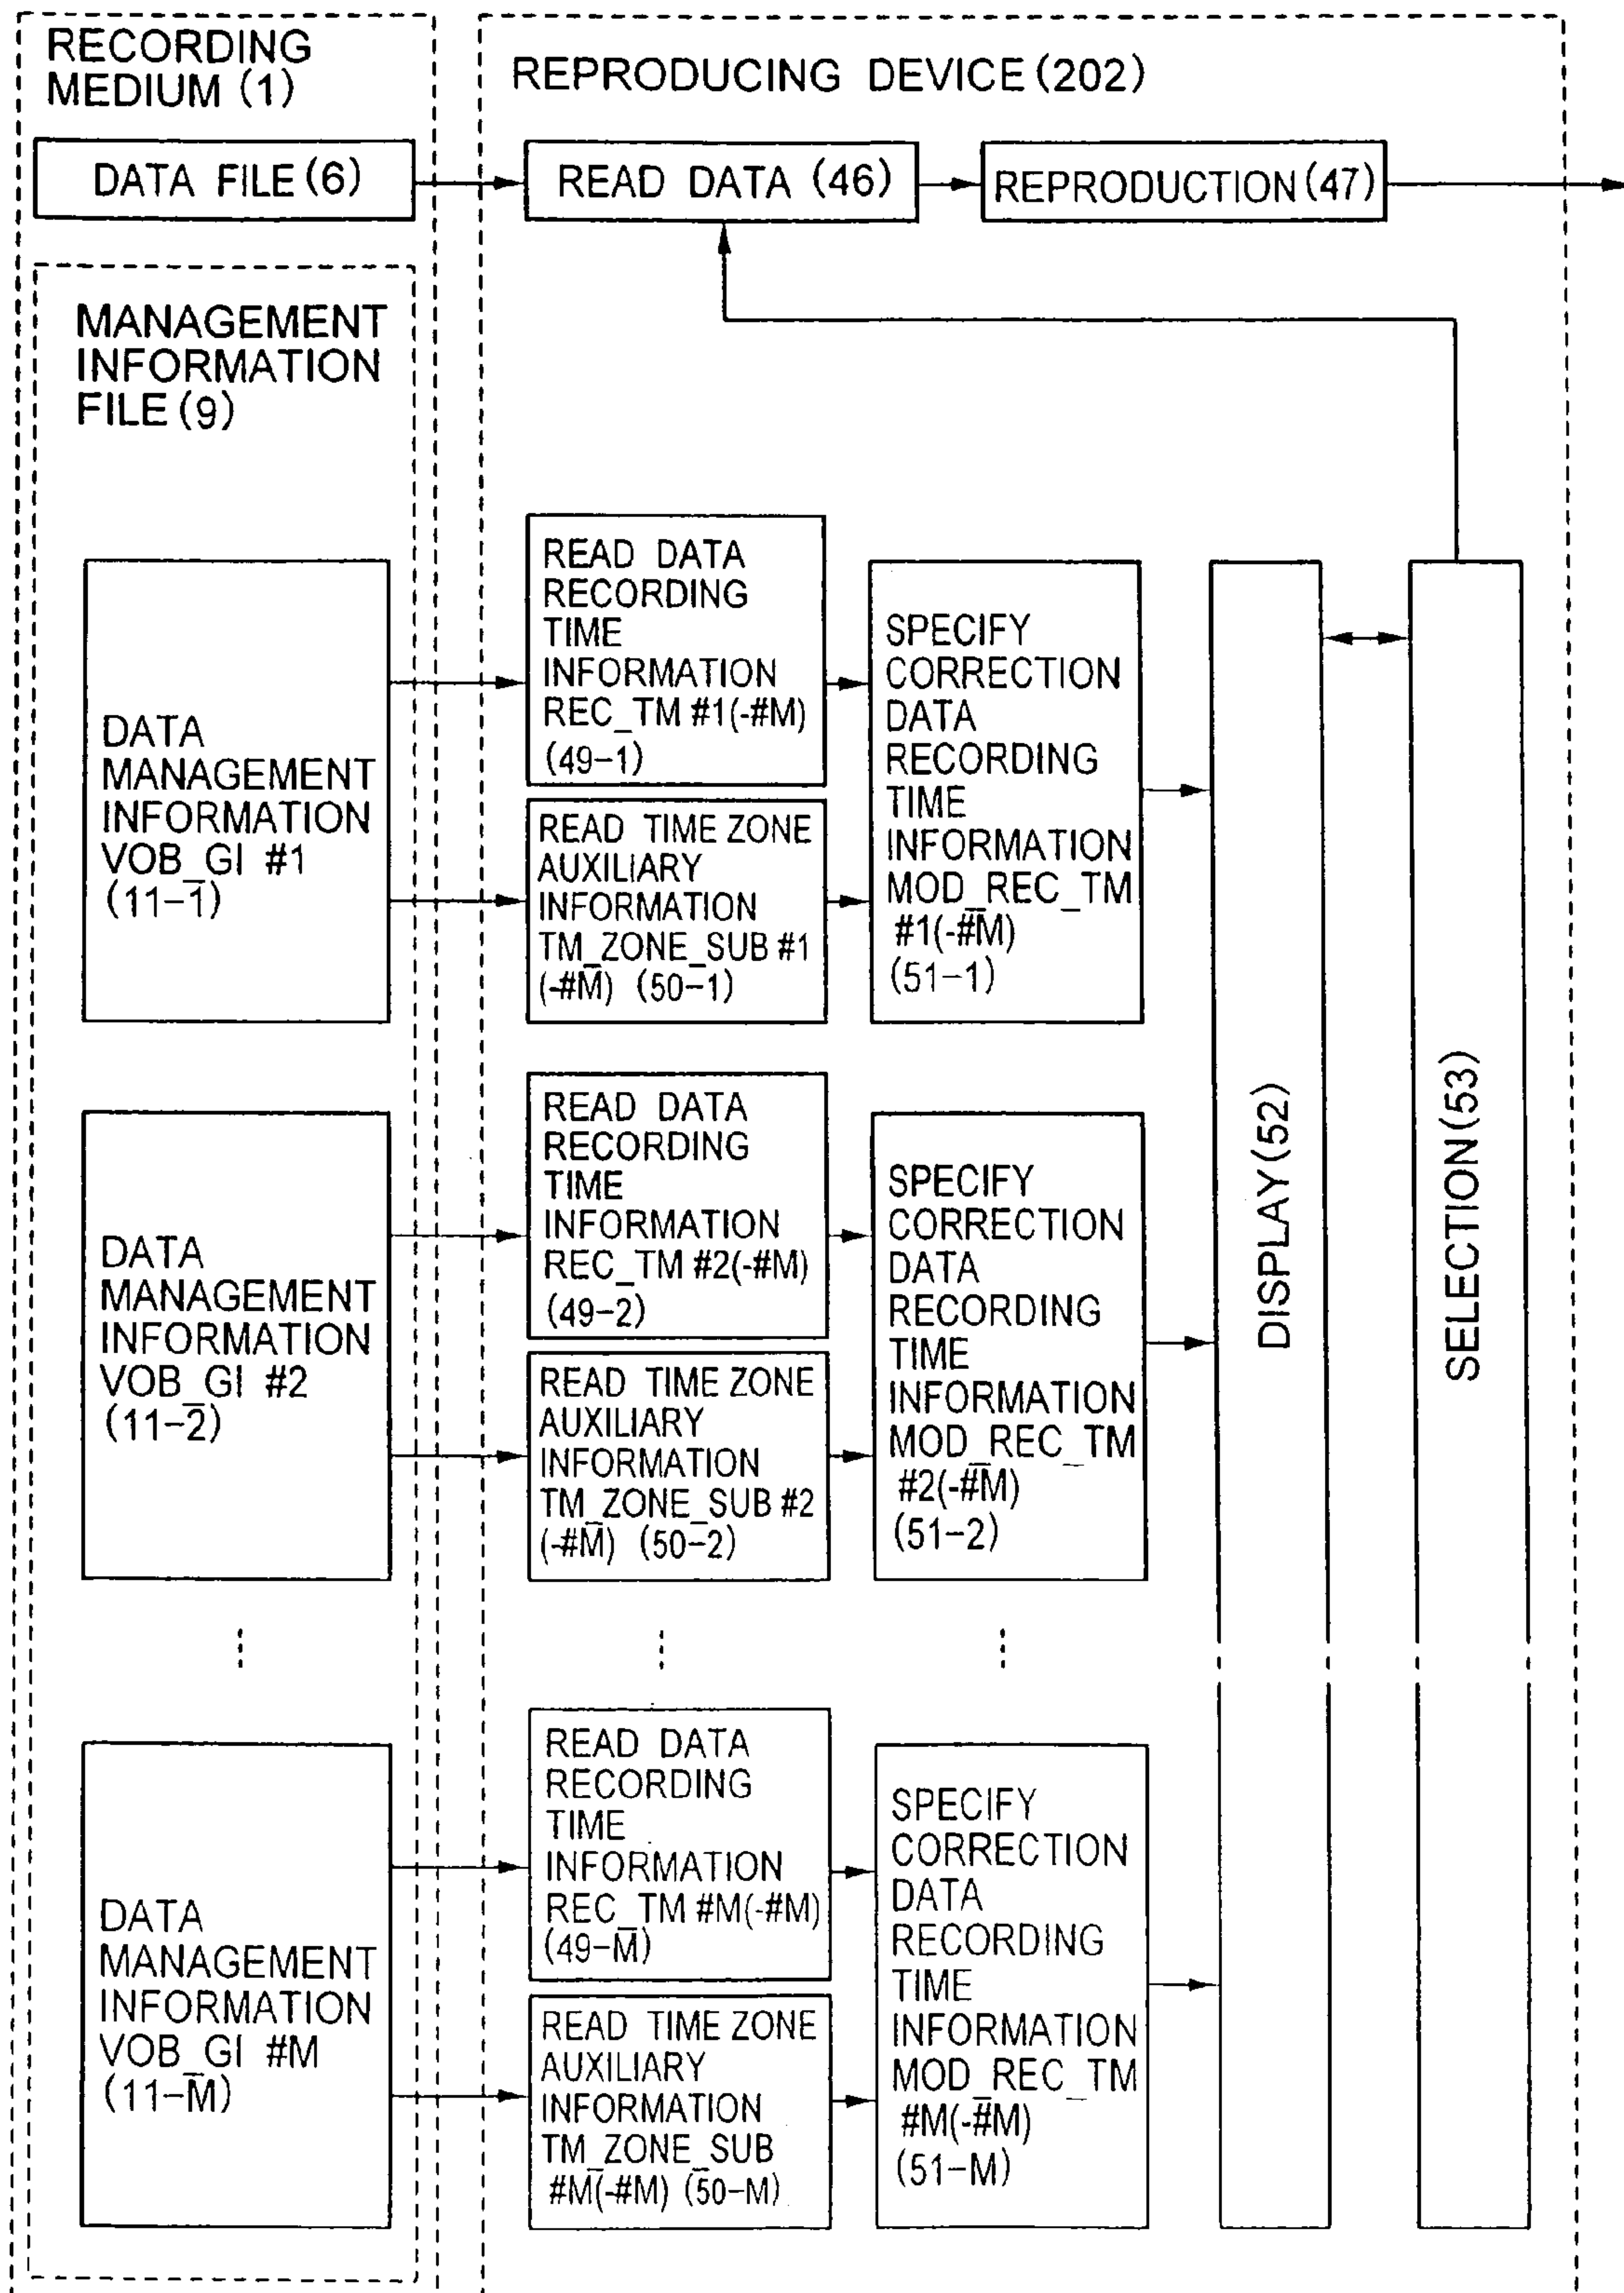 RECORDING
MEDIUM (1)
REPRODUCING DEVICE (202)
DATA FILE (6)
READ DATA (46)
REPRODUCTION (47)
MANAGEMENT
INFORMATION
FILE (9)
DATA
MANAGEMENT
INFORMATION
VOB_GI #1
(11-1)
READ DATA
RECORDING
TIME
INFORMATION
REC_TM #1(-#M)
(49-1)
READ TIME ZONE
AUXILIARY
INFORMATION
TM_ZONE_SUB #1
(-#M) (50-1)
SPECIFY
CORRECTION
DATA
RECORDING
TIME
INFORMATION
MOD_REC_TM
#1(-#M)
(51-1)
DISPLAY (52)
SELECTION (53)
DATA
MANAGEMENT
INFORMATION
VOB_GI #2
(11-2)
READ DATA
RECORDING
TIME
INFORMATION
REC_TM #2(-#M)
(49-2)
READ TIME ZONE
AUXILIARY
INFORMATION
TM_ZONE_SUB #2
(-#M) (50-2)
SPECIFY
CORRECTION
DATA
RECORDING
TIME
INFORMATION
MOD_REC_TM
#2(-#M)
(51-2)
DATA
MANAGEMENT
INFORMATION
VOB_GI #M
(11-M)
READ DATA
RECORDING
TIME
INFORMATION
REC_TM #M(-#M)
(49-M)
READ TIME ZONE
AUXILIARY
INFORMATION
TM_ZONE_SUB
#M(-#M) (50-M)
SPECIFY
CORRECTION
DATA
RECORDING
TIME
INFORMATION
MOD_REC_TM
#M(-#M)
(51-M)